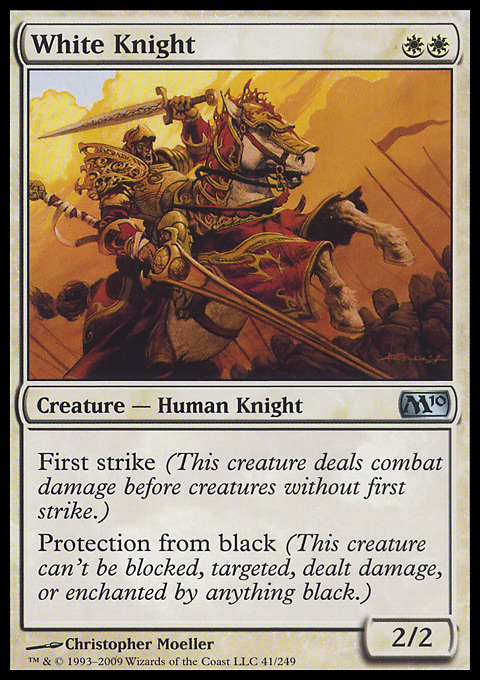 White Knight
Creature — Human Knight
M10
First strike (This creature deals combat
damage before creatures without first
strike.)
Protection from black (This creature
can't be blocked, targeted, dealt damage,
or enchanted by anything black.)
Christopher Moeller
2/2
™ & © 1993–2009 Wizards of the Coast LLC 41/249